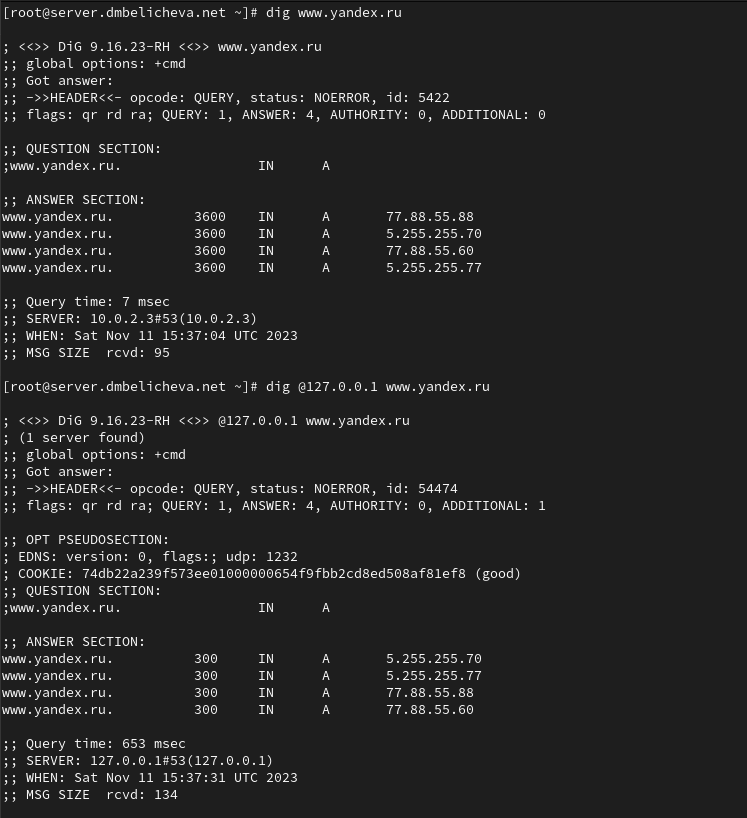 [root@server.dmbelicheva.net ~]# dig www.yandex.ru
; <<>> DiG 9.16.23-RH <<>> www.yandex.ru
;; global options: +cmd
;; Got answer:
;; ->>HEADER<<- opcode: QUERY, status: NOERROR, id: 5422
;; flags: qr rd ra; QUERY: 1, ANSWER: 4, AUTHORITY: 0, ADDITIONAL: 0
;; QUESTION SECTION:
;www.yandex.ru. IN A
;; ANSWER SECTION:
www.yandex.ru. 3600 IN A 77.88.55.88
www.yandex.ru. 3600 IN A 5.255.255.70
www.yandex.ru. 3600 IN A 77.88.55.60
www.yandex.ru. 3600 IN A 5.255.255.77
;; Query time: 7 msec
;; SERVER: 10.0.2.3#53(10.0.2.3)
;; WHEN: Sat Nov 11 15:37:04 UTC 2023
;; MSG SIZE rcvd: 95
[root@server.dmbelicheva.net ~]# dig @127.0.0.1 www.yandex.ru
; <<>> DiG 9.16.23-RH <<>> @127.0.0.1 www.yandex.ru
; (1 server found)
;; global options: +cmd
;; Got answer:
;; ->>HEADER<<- opcode: QUERY, status: NOERROR, id: 54474
;; flags: qr rd ra; QUERY: 1, ANSWER: 4, AUTHORITY: 0, ADDITIONAL: 1
;; OPT PSEUDOSECTION:
; EDNS: version: 0, flags:; udp: 1232
; COOKIE: 74db22a239f573ee01000000654f9fbb2cd8ed508af81ef8 (good)
;; QUESTION SECTION:
;www.yandex.ru. IN A
;; ANSWER SECTION:
www.yandex.ru. 300 IN A 5.255.255.70
www.yandex.ru. 300 IN A 5.255.255.77
www.yandex.ru. 300 IN A 77.88.55.88
www.yandex.ru. 300 IN A 77.88.55.60
;; Query time: 653 msec
;; SERVER: 127.0.0.1#53(127.0.0.1)
;; WHEN: Sat Nov 11 15:37:31 UTC 2023
;; MSG SIZE rcvd: 134